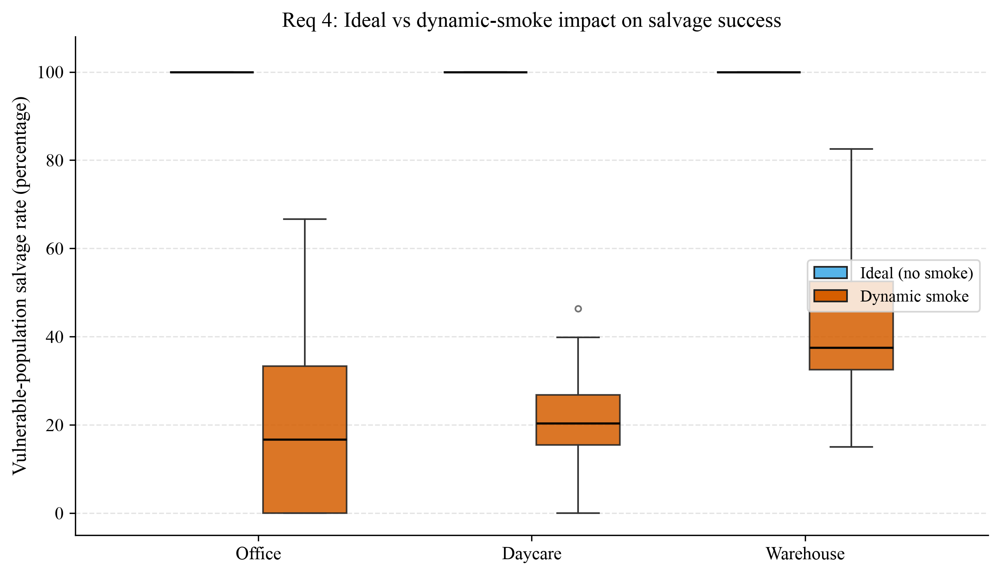 Req 4: Ideal vs dynamic-smoke impact on salvage success
Vulnerable-population salvage rate (percentage)
100
80
60
40
20
0
Ideal (no smoke)
Dynamic smoke
Office
Daycare
Warehouse